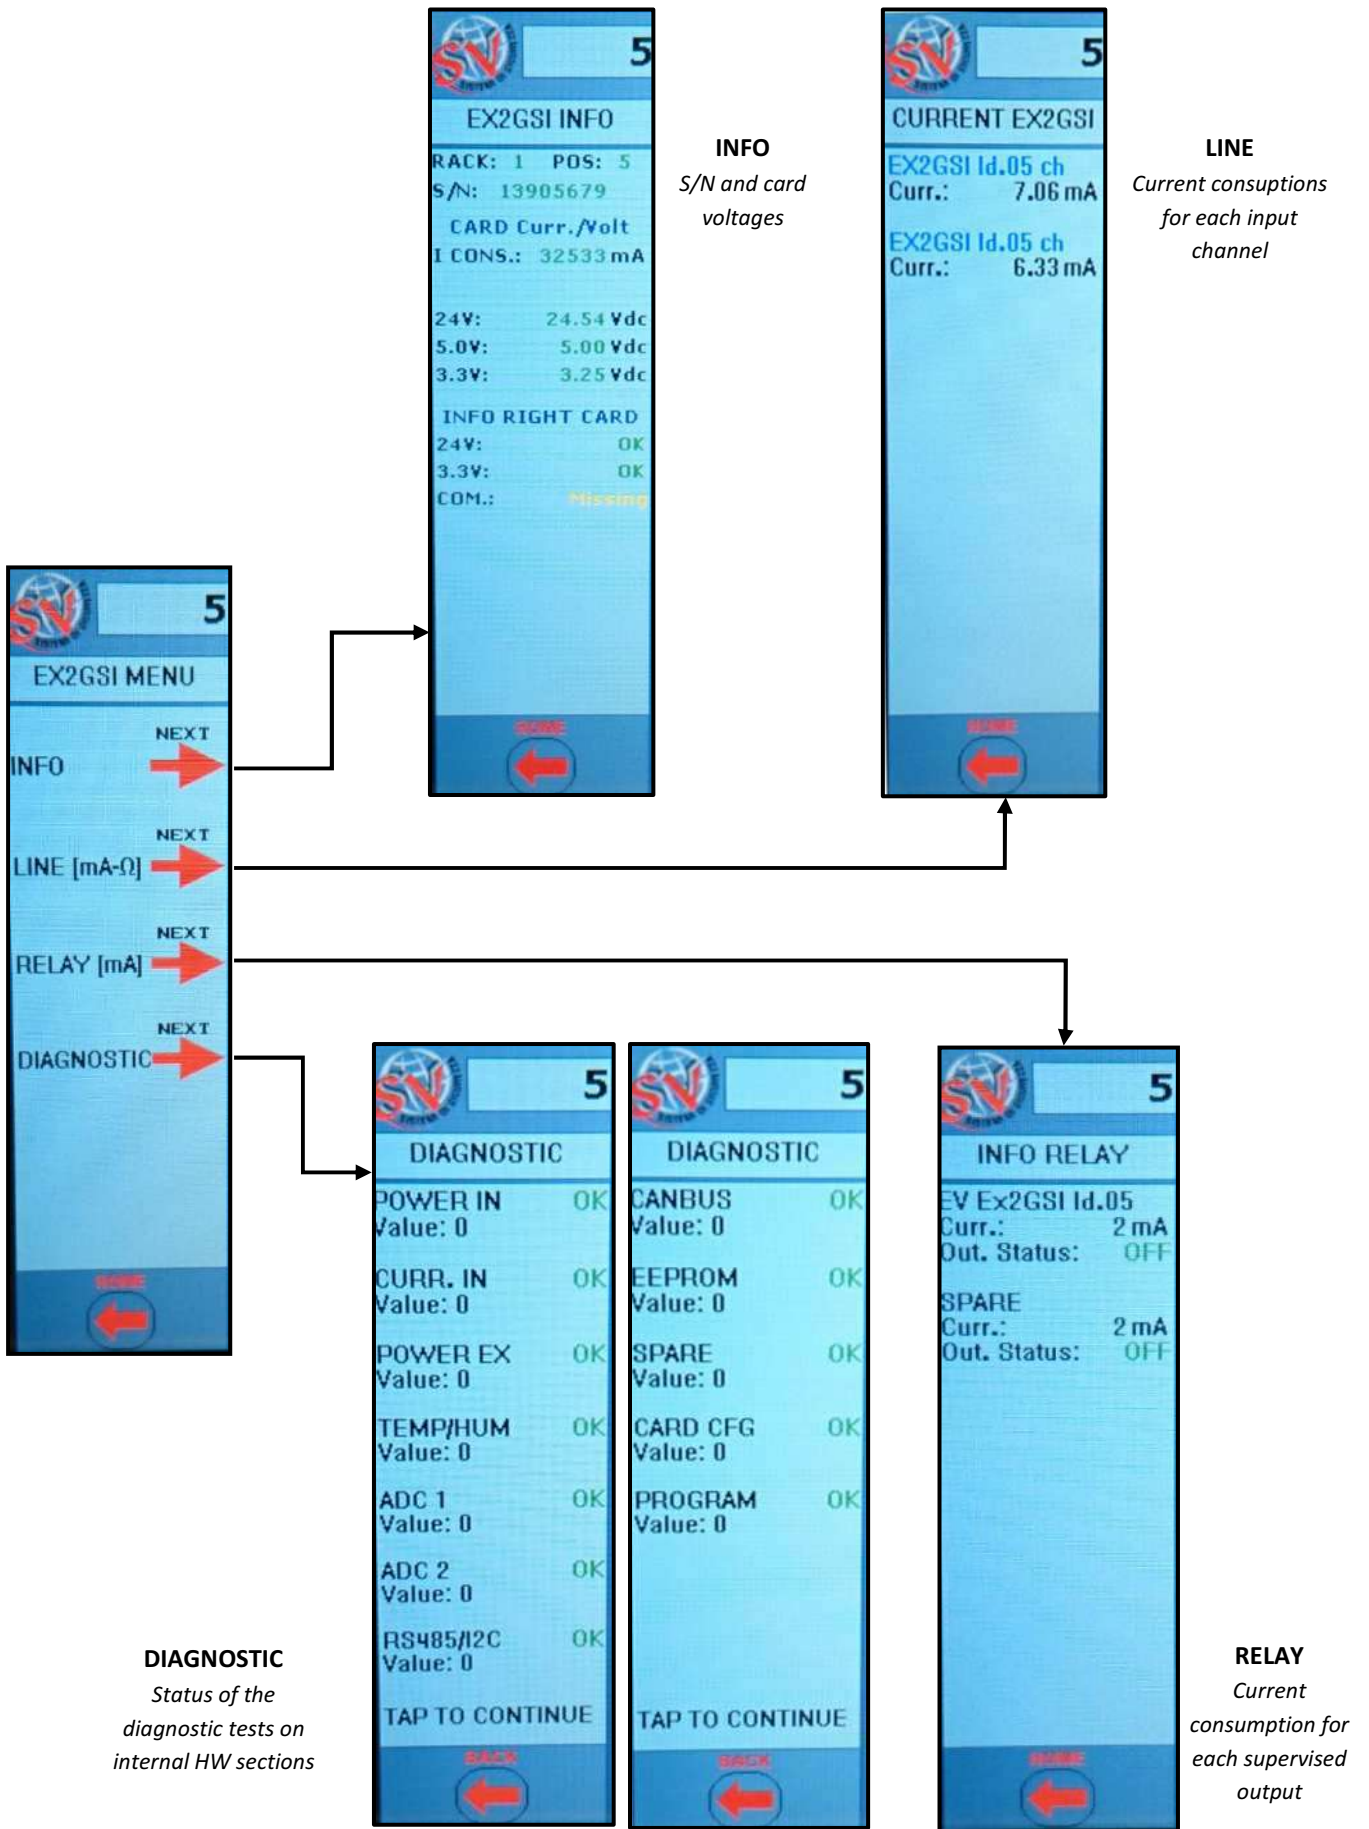 5
EX2GSI INFO
RACK: 1 POS: 5
S/N: 13905679
CARD Curr./Volt
I CONS.: 32533 mA
24V: 24.54 Vdc
5.0V: 5.00 Vdc
3.3V: 3.25 Vdc
INFO RIGHT CARD
24V: OK
3.3V: OK
COM.: Missing
HOME
INFO
S/N and card
voltages
5
CURRENT EX2GSI
EX2GSI Id.05 ch
Curr.: 7.06 mA
EX2GSI Id.05 ch
Curr.: 6.33 mA
HOME
LINE
Current consuptions
for each input
channel
5
EX2GSI MENU
NEXT
INFO
NEXT
LINE [mA-Ω]
NEXT
RELAY [mA]
NEXT
DIAGNOSTIC
HOME
DIAGNOSTIC
Status of the
diagnostic tests on
internal HW sections
5
DIAGNOSTIC
POWER IN OK
Value: 0
CURR. IN OK
Value: 0
POWER EX OK
Value: 0
TEMP/HUM OK
Value: 0
ADC 1 OK
Value: 0
ADC 2 OK
Value: 0
RS485/I2C OK
Value: 0
TAP TO CONTINUE
BACK
5
DIAGNOSTIC
CANBUS OK
Value: 0
EEPROM OK
Value: 0
SPARE OK
Value: 0
CARD CFG OK
Value: 0
PROGRAM OK
Value: 0
TAP TO CONTINUE
BACK
5
INFO RELAY
EV Ex2GSI Id.05
Curr.: 2 mA
Out. Status: OFF
SPARE
Curr.: 2 mA
Out. Status: OFF
HOME
RELAY
Current
consumption for
each supervised
output